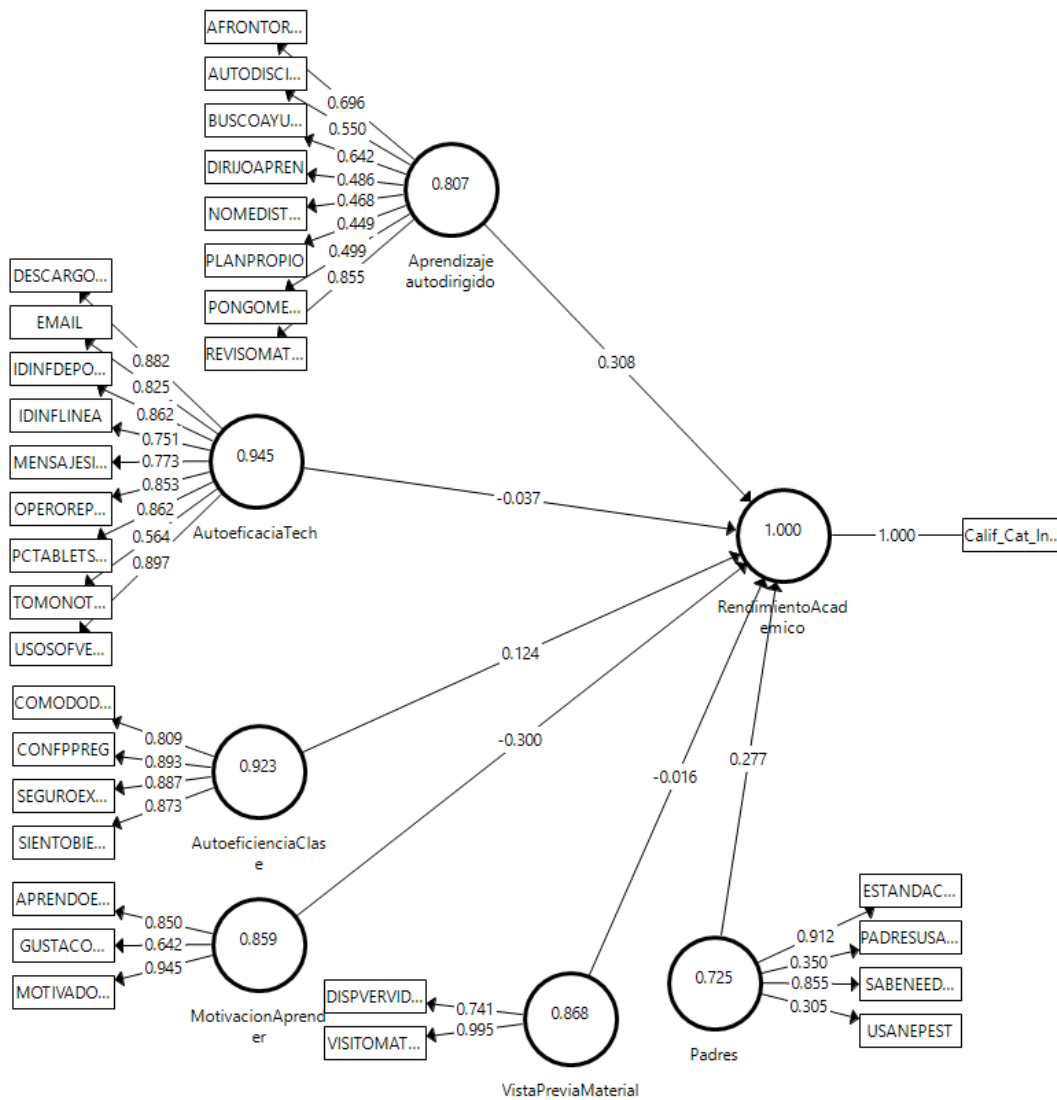 AFRONTOR...
AUTODISCI...
BUSCOAYU...
DIRIJOAPREN
NOMEDIST...
PLANPROPIO
PONGOME...
REVISOMAT...
0.696
0.550
0.642
0.486
0.468
0.449
0.499
0.855
0.807
Aprendizaje
autodirigido
0.308
DESCARGO...
EMAIL
IDINFDEPO...
IDINFLINEA
MENSAJESI...
OPEROREP...
PCTABLETS...
TOMONOT...
USOSOFVE...
0.882
0.825
0.862
0.751
0.773
0.853
0.862
0.564
0.897
0.945
AutoeficaciaTech
-0.037
1.000
RendimientoAcad
emico
1.000
Calif_Cat_In...
COMODOD...
CONFPPREG
SEGUROEX...
SIENTOBIE...
0.809
0.893
0.887
0.873
0.923
AutoeficienciaClas
e
0.124
APRENDOE...
GUSTACO...
MOTIVADO...
0.850
0.642
0.945
0.859
MotivacionAprend
er
-0.300
DISPVERVID...
VISITOMAT...
0.741
0.995
0.868
VistaPreviaMaterial
-0.016
0.277
0.725
Padres
0.912
0.350
0.855
0.305
ESTANDAC...
PADRESUSA...
SABENEED...
USANEPEST